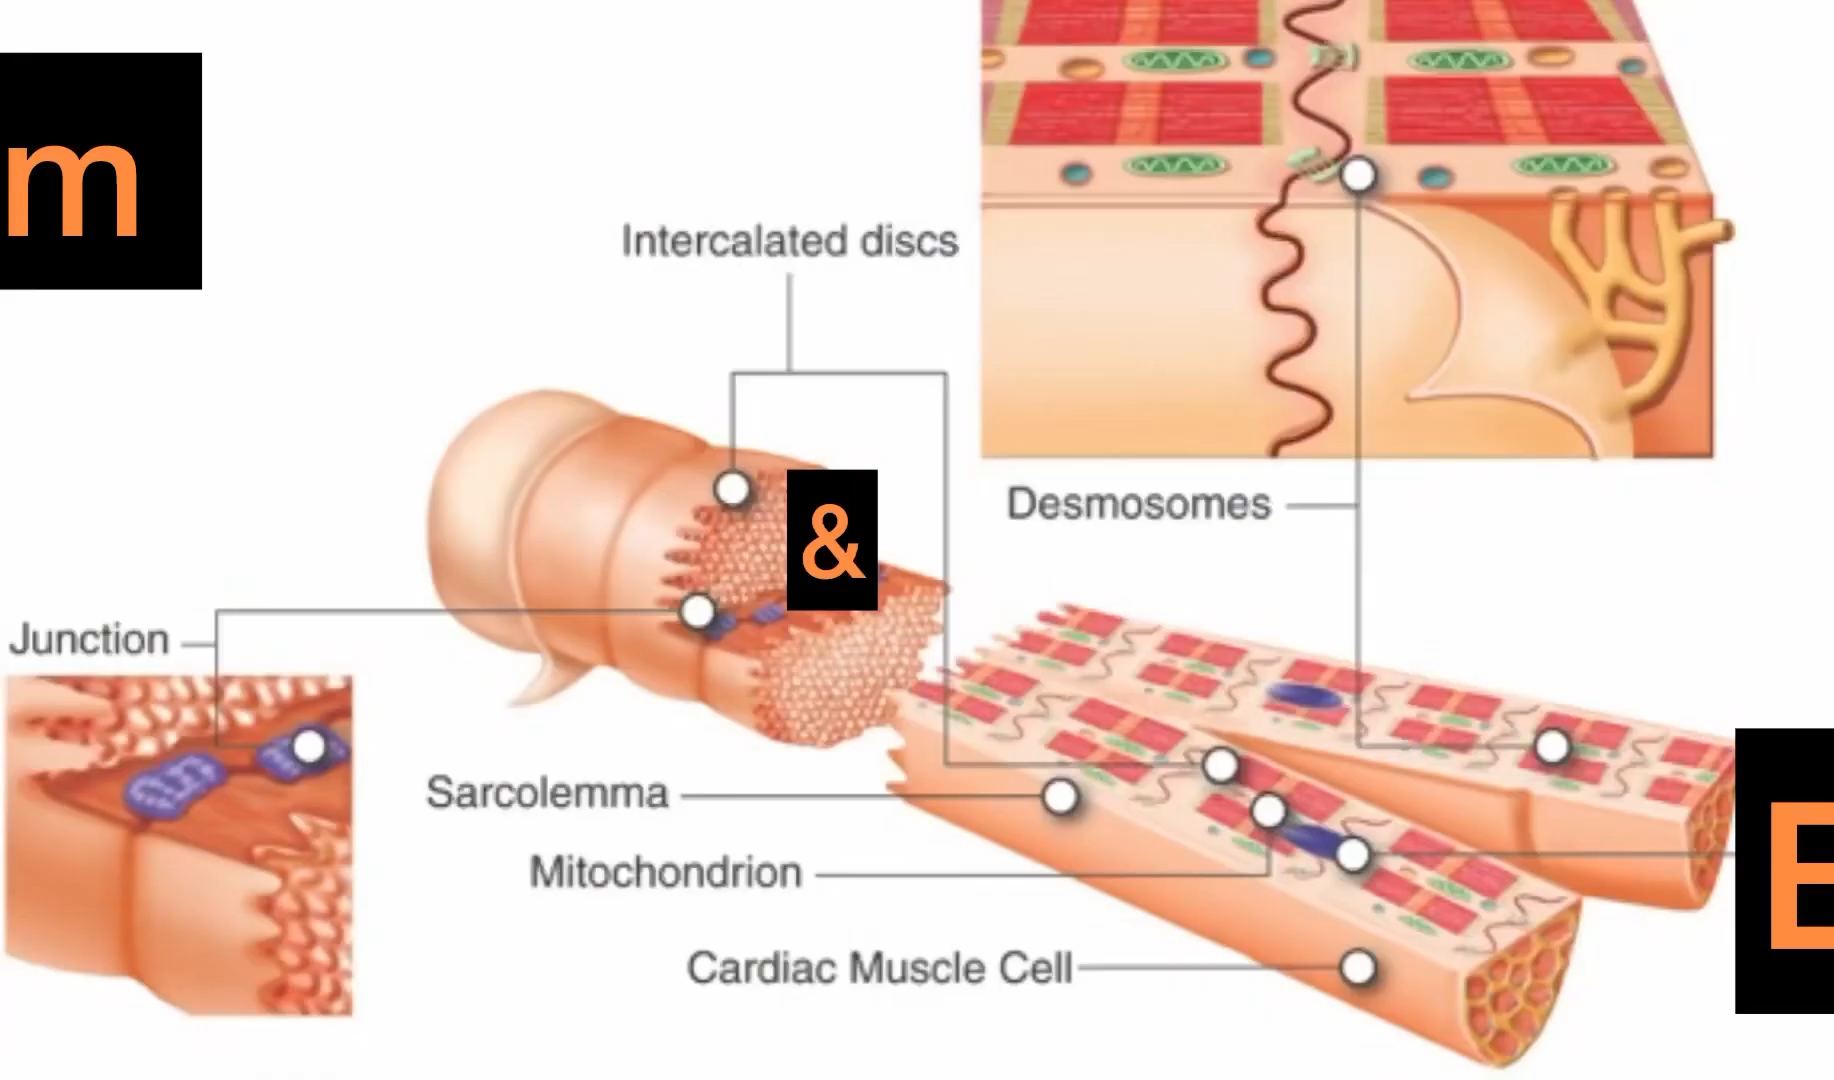 m
Intercalated discs
&
Desmosomes
Junction
Sarcolemma
E
Mitochondrion
Cardiac Muscle Cell